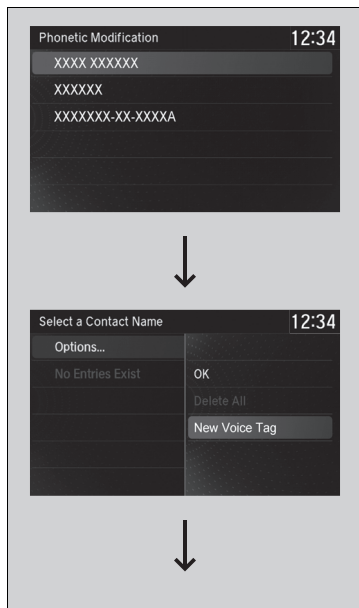 Phonetic Modification 12:34
XXXX XXXXXX
XXXXXX
XXXXXXX-XX-XXXXA
Select a Contact Name 12:34
Options...
No Entries Exist
OK
Delete All
New Voice Tag